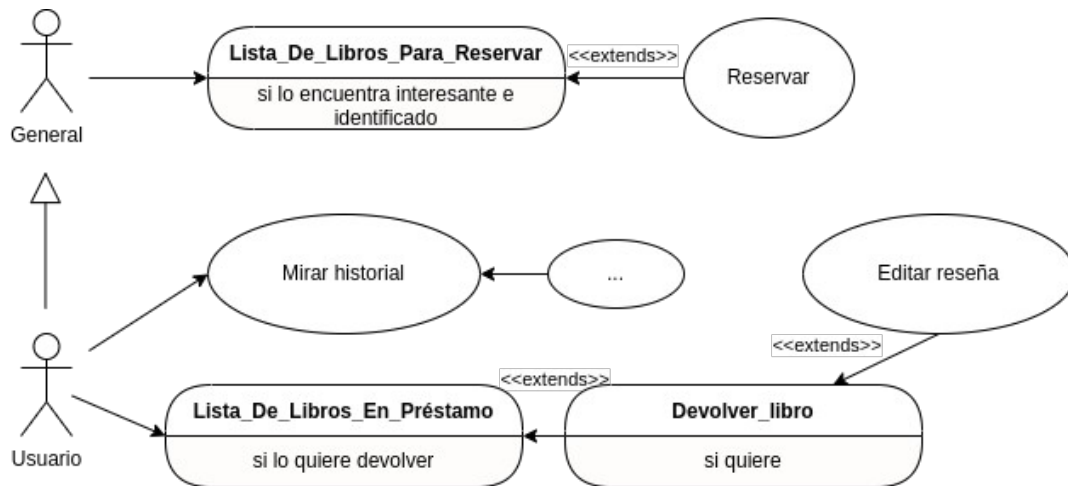 Lista_De_Libros_Para_Reservar
<<extends>>
Reservar
si lo encuentra interesante e
identificado
General
Mirar historial
...
Editar reseña
<<extends>>
<<extends>>
Lista_De_Libros_En_Préstamo
Devolver_libro
Usuario
si lo quiere devolver
si quiere